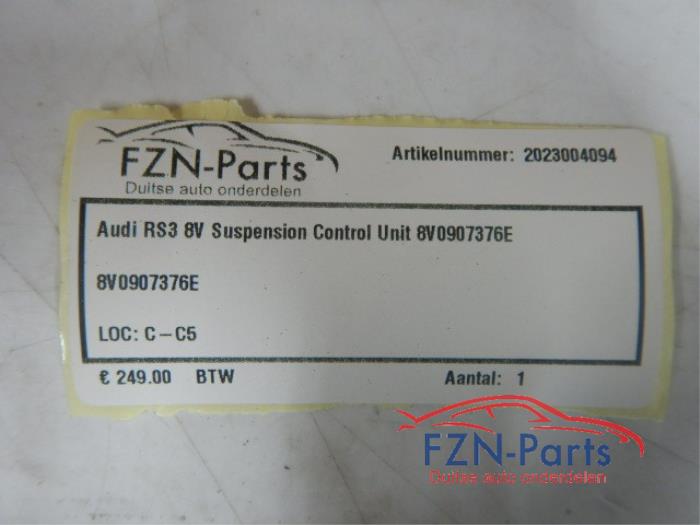 FZN-Parts
Duitse auto onderdelen
Artikelnummer: 2023004094
Audi RS3 8V Suspension Control Unit 8V0907376E
8V0907376E
LOC: C-C5
€ 249.00 BTW
Aantal: 1
FZN-Parts
Duitse auto onderdelen